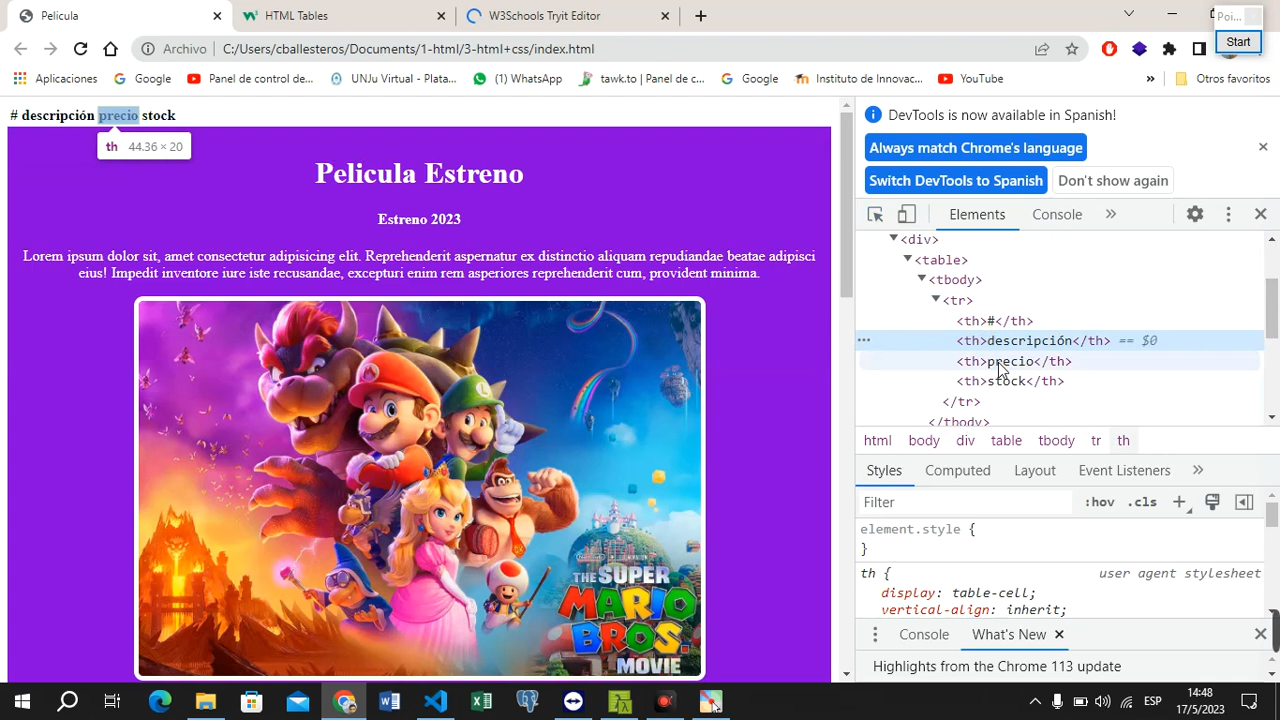 Película
HTML Tables
W3Schools Tryit Editor
Poi...
Start
Archivo
C:/Users/cballesteros/Documents/1-html/3-html+css/index.html
Aplicaciones
Google
Panel de control de...
UNJu Virtual - Plata...
(1) WhatsApp
tawk.to | Panel de c...
Google
Instituto de Innovac...
YouTube
»
Otros favoritos
# descripción precio stock
th 44.36 × 20
Pelicula Estreno
Estreno 2023
Lorem ipsum dolor sit, amet consectetur adipisicing elit. Reprehenderit aspernatur ex distinctio aliquam repudiandae beatae adipisci
eius! Impedit inventore iure iste recusandae, excepturi enim rem asperiores reprehenderit cum, provident minima.
THE SUPER
MARIO
BROS.
MOVIE
DevTools is now available in Spanish!
Always match Chrome's language
Switch DevTools to Spanish
Don't show again
Elements
Console
»
<div>
<table>
<tbody>
<tr>
<th>#</th>
<th>descripción</th> == $0
<th>precio</th>
<th>stock</th>
</tr>
</tbody>
html body div table tbody tr th
Styles
Computed
Layout
Event Listeners
»
Filter
:hov .cls
element.style {
}
th { user agent stylesheet
display: table-cell;
vertical-align: inherit;
Console
What's New
Highlights from the Chrome 113 update
ESP
14:48
17/5/2023